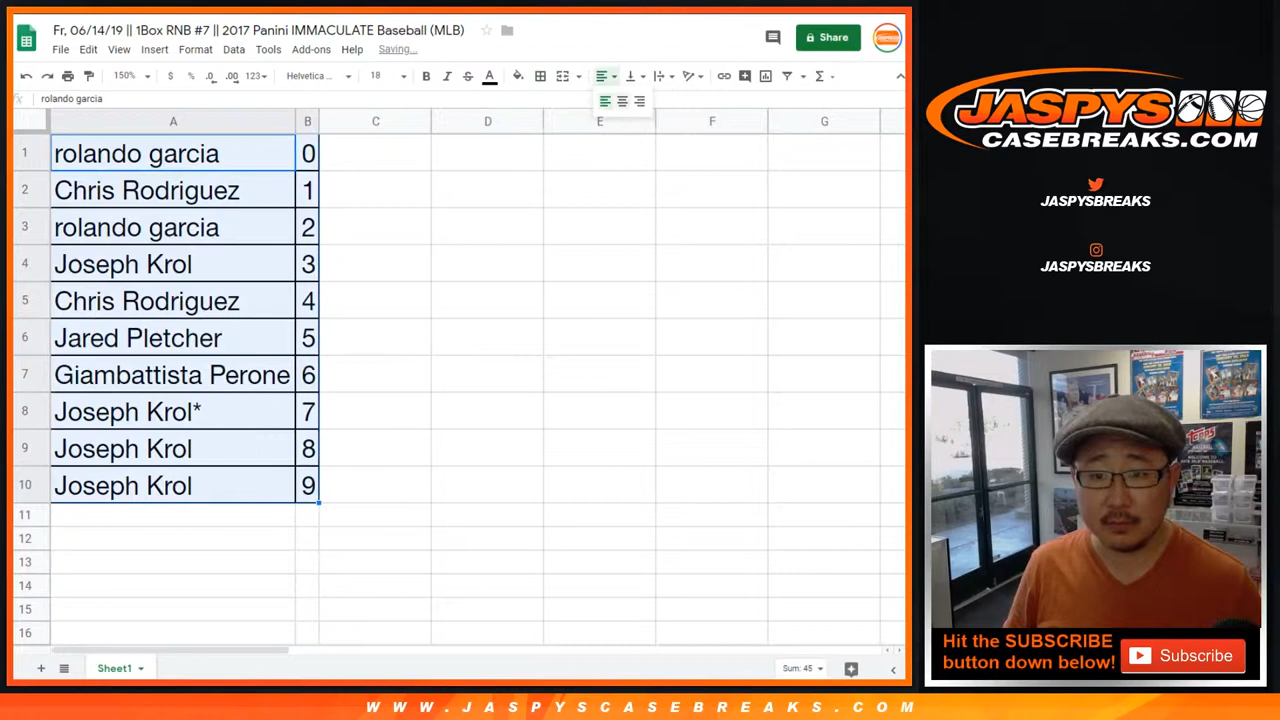 Fr, 06/14/19 || 1Box RNB #7 || 2017 Panini IMMACULATE Baseball (MLB)
File Edit View Insert Format Data Tools Add-ons Help Saving...
Share
150% $ % .0 .00 123 Helvetica ... 18 B I S A
fx rolando garcia
A B C D E F G
1 rolando garcia 0
2 Chris Rodriguez 1
3 rolando garcia 2
4 Joseph Krol 3
5 Chris Rodriguez 4
6 Jared Pletcher 5
7 Giambattista Perone 6
8 Joseph Krol* 7
9 Joseph Krol 8
10 Joseph Krol 9
11
12
13
14
15
16
Sheet1
Sum: 45
JASPYS
CASEBREAKS.COM
JASPYSBREAKS
JASPYSBREAKS
topps
Hit the SUBSCRIBE
button down below!
Subscribe
WWW.JASPYSCASEBREAKS.COM